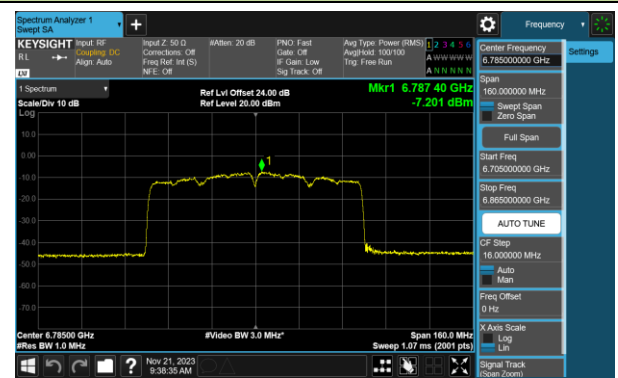 Spectrum Analyzer 1
Swept SA
+
Frequency
KEYSIGHT
RL
LNI
Input: RF
Coupling: DC
Align: Auto
Input Z: 50 Ω
Corrections: Off
Freq Ref: Int (S)
NFE: Off
#Atten: 20 dB
PNO: Fast
Gate: Off
IF Gain: Low
Sig Track: Off
Avg Type: Power (RMS)
Avg|Hold: 100/100
Trig: Free Run
1 2 3 4 5 6
A W W W W W
A N N N N N
1 Spectrum
Scale/Div 10 dB
Log
Ref Lvl Offset 24.00 dB
Ref Level 20.00 dBm
Mkr1 6.787 40 GHz
-7.201 dBm
1
10.0
0.00
-10.0
-20.0
-30.0
-40.0
-50.0
-60.0
-70.0
Center 6.78500 GHz
#Res BW 1.0 MHz
#Video BW 3.0 MHz*
Span 160.0 MHz
Sweep 1.07 ms (2001 pts)
Nov 21, 2023
9:38:35 AM
?
Center Frequency
6.785000000 GHz
Span
160.000000 MHz
Swept Span
Zero Span
Full Span
Start Freq
6.705000000 GHz
Stop Freq
6.865000000 GHz
AUTO TUNE
CF Step
16.000000 MHz
Auto
Man
Freq Offset
0 Hz
X Axis Scale
Log
Lin
Signal Track
(Span Zoom)
Settings